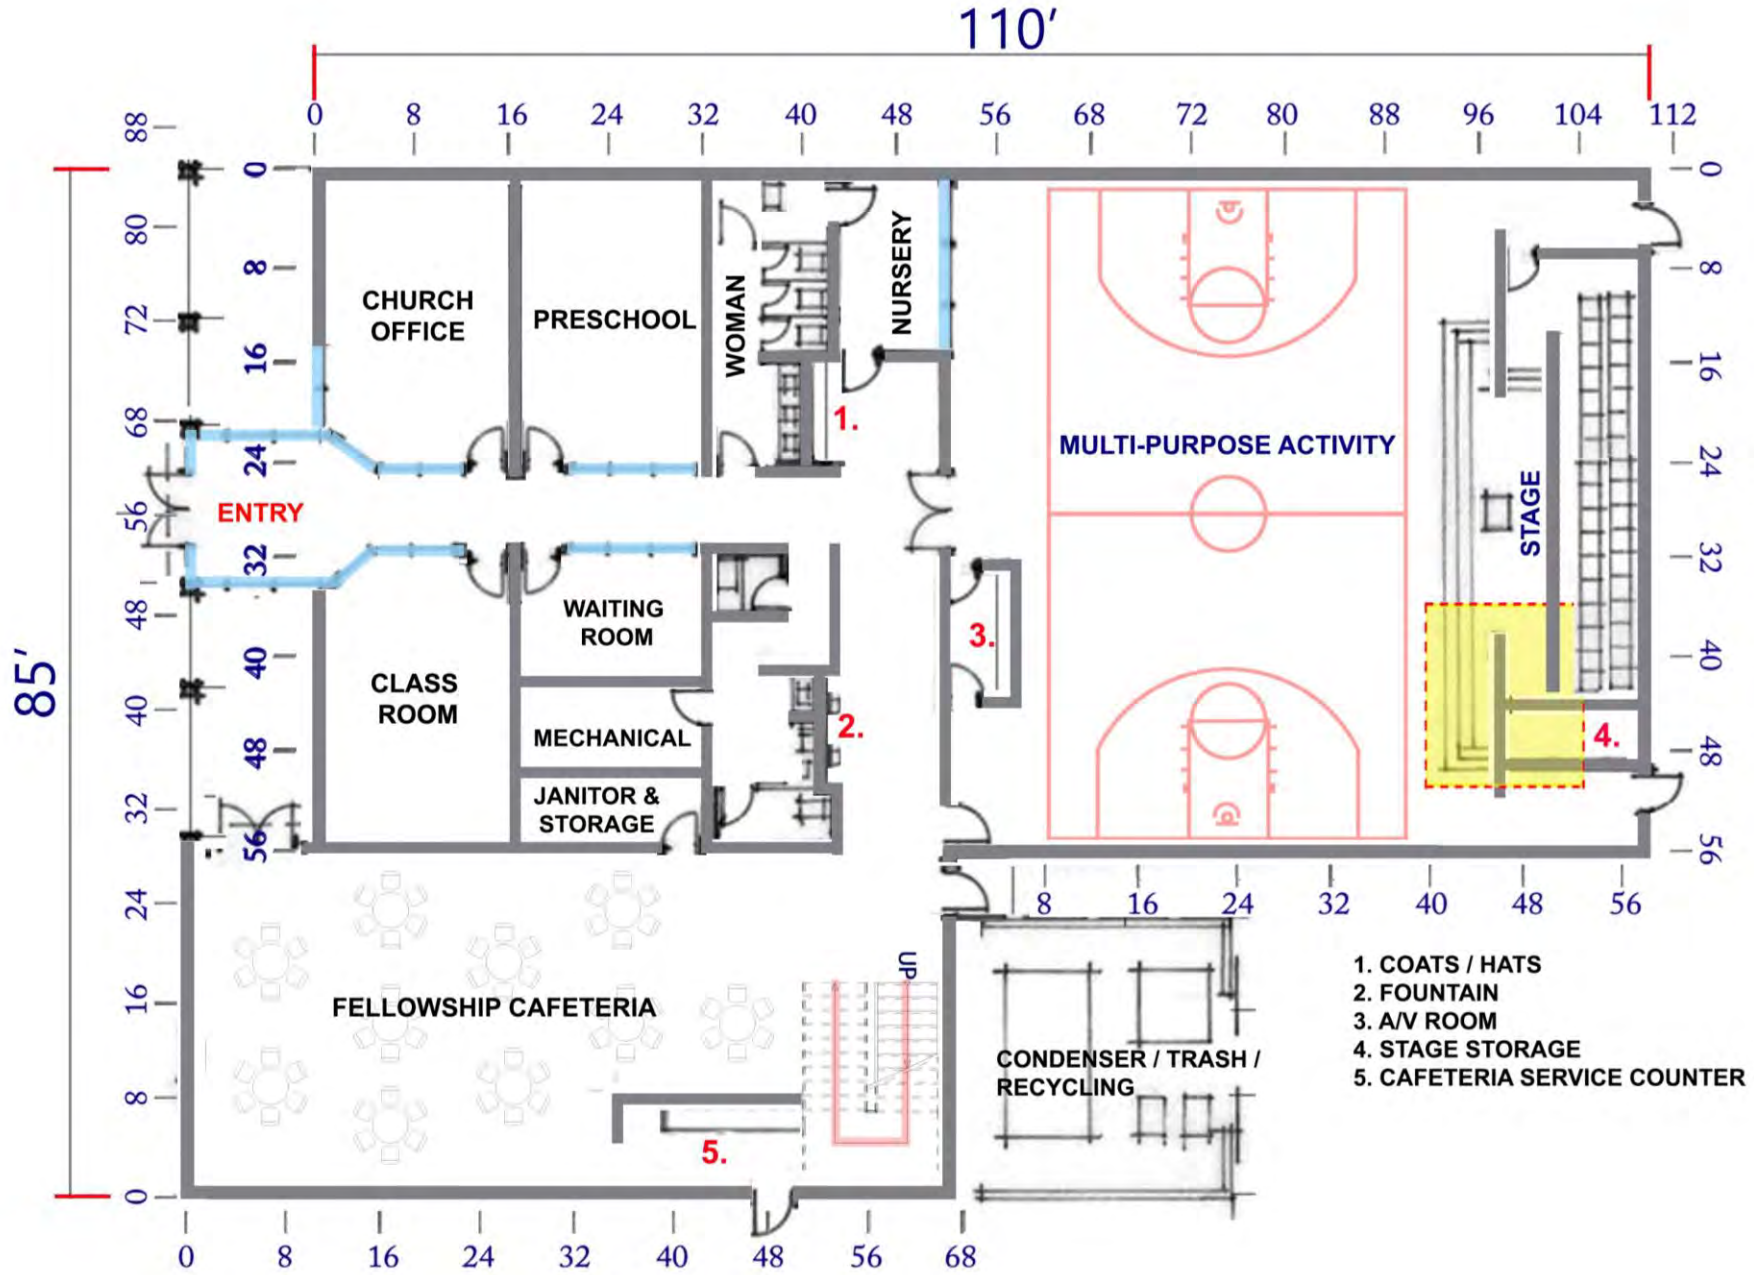 110'
0 8 16 24 32 40 48 56 68 72 80 88 96 104 112
88
80
72
68
56
48
40
32
24
16
8
0
85'
0
8
16
24
32
40
48
56
0
8
16
24
32
40
48
56
CHURCH
OFFICE
PRESCHOOL
WOMAN
NURSERY
1.
MULTI-PURPOSE ACTIVITY
STAGE
ENTRY
WAITING
ROOM
3.
CLASS
ROOM
MECHANICAL
2.
4.
JANITOR &
STORAGE
8 16 24 32 40 48 56
UP
FELLOWSHIP CAFETERIA
5.
CONDENSER / TRASH /
RECYCLING
1. COATS / HATS
2. FOUNTAIN
3. A/V ROOM
4. STAGE STORAGE
5. CAFETERIA SERVICE COUNTER
0 8 16 24 32 40 48 56 68